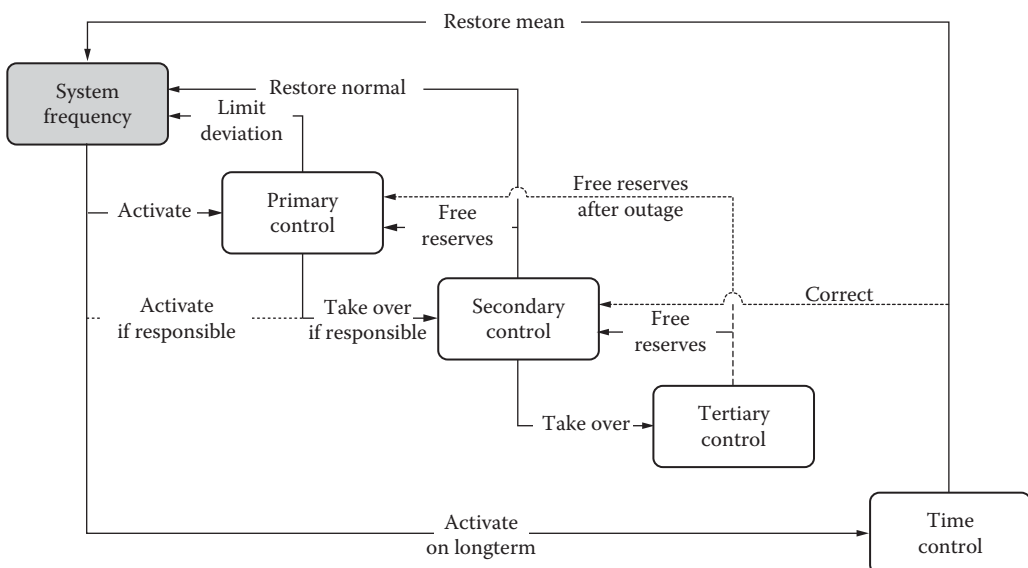 Restore mean
System
frequency
Restore normal
Limit
deviation
Activate
Primary
control
Free reserves
after outage
Free
reserves
Activate
if responsible
Take over
if responsible
Secondary
control
Correct
Free
reserves
Take over
Tertiary
control
Activate
on longterm
Time
control